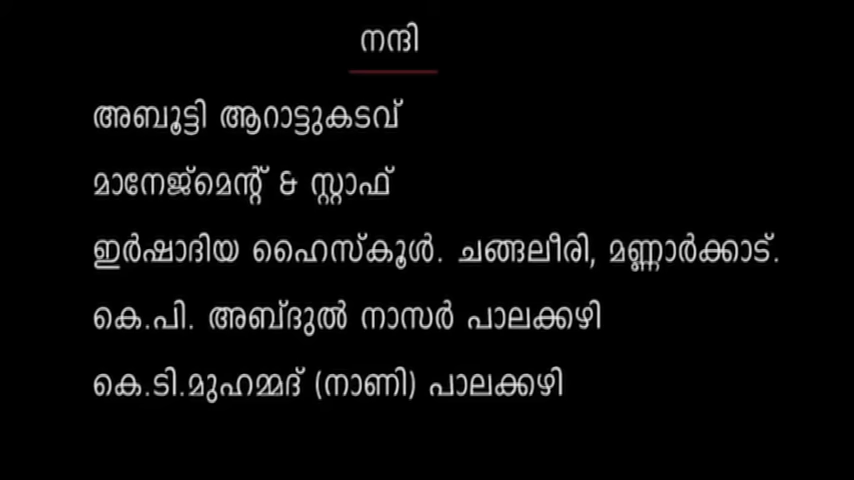 നന്ദി
അബൂട്ടി ആറാട്ടുകടവ്
മാനേജ്മെന്റ് & സ്റ്റാഫ്
ഇർഷാദിയ ഹൈസ്കൂൾ. ചങ്ങലീരി, മണ്ണാർക്കാട്.
കെ.പി. അബ്ദുൽ നാസർ പാലക്കഴി
കെ.ടി.മുഹമ്മദ് (നാണി) പാലക്കഴി